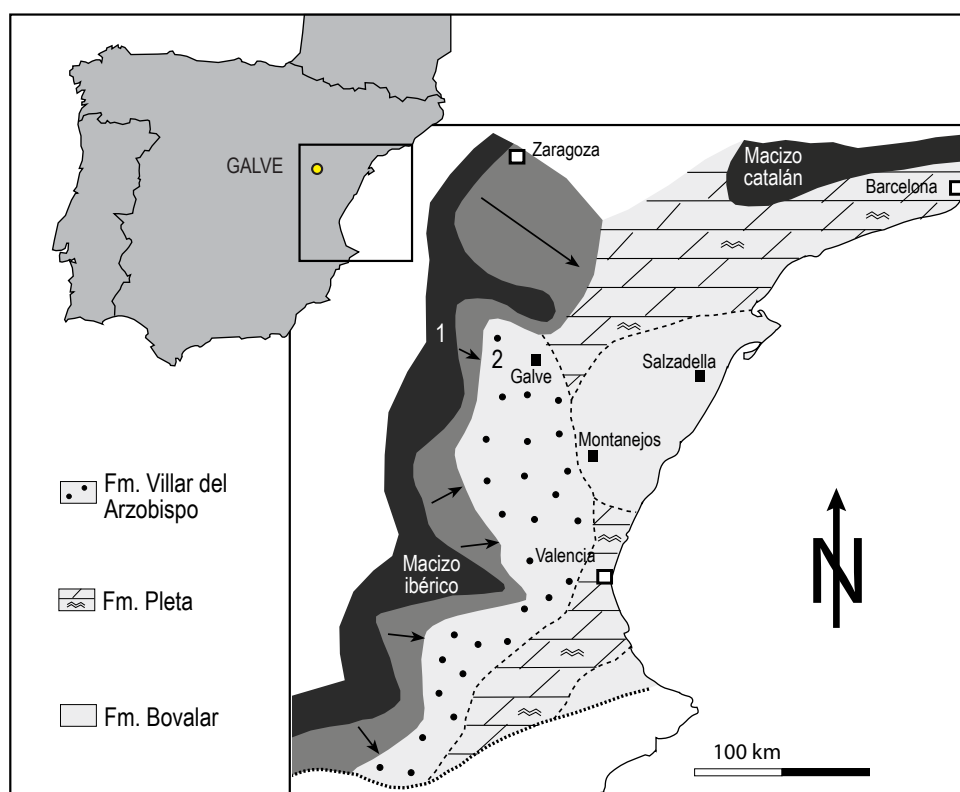 GALVE
Zaragoza
Macizo
catalán
Barcelona
1
2
Galve
Salzadella
Montanejos
Fm. Villar del
Arzobispo
Valencia
Macizo
ibérico
N
Fm. Pleta
Fm. Bovalar
100 km